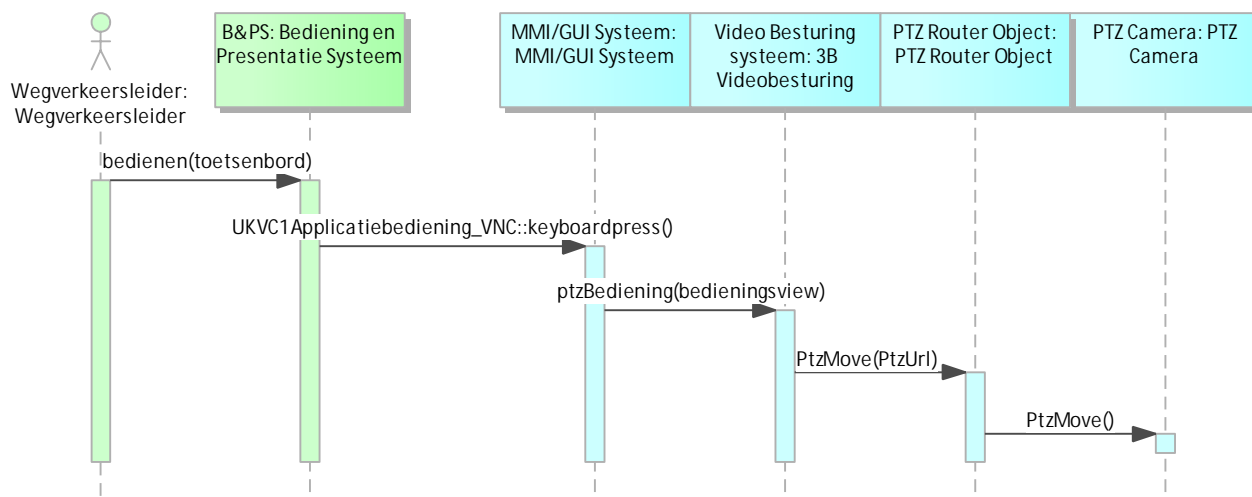 Wegverkeersleider:
Wegverkeersleider
B&PS: Bediening en
Presentatie Systeem
MMI/GUI Systeem:
MMI/GUI Systeem
Video Besturing
systeem: 3B
Videobesturing
PTZ Router Object:
PTZ Router Object
PTZ Camera: PTZ
Camera
bedienen(toetsenbord)
UKVC1Applicatiebediening_VNC::keyboardpress()
ptzBediening(bedieningsview)
PtzMove(PtzUrl)
PtzMove()